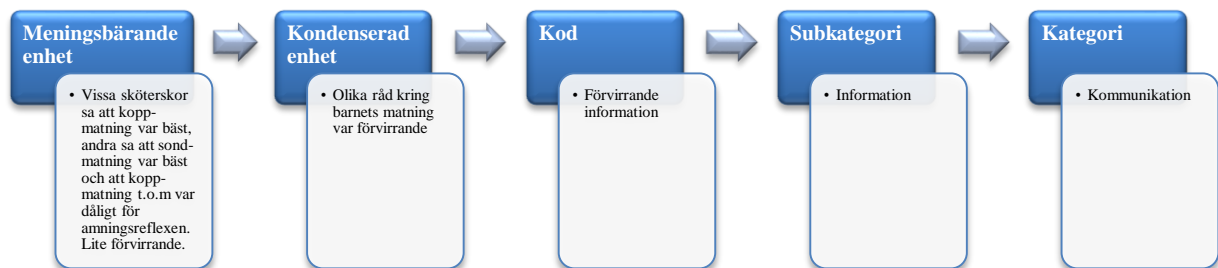 Meningsbärande
enhet
• Vissa sköterskor
sa att kopp-
matning var bäst,
andra sa att sond-
matning var bäst
och att kopp-
matning t.o.m var
dåligt för
amningsreflexen.
Lite förvirrande.
Kondenserad
enhet
• Olika råd kring
barnets matning
var förvirrande
Kod
• Förvirrande
information
Subkategori
• Information
Kategori
• Kommunikation